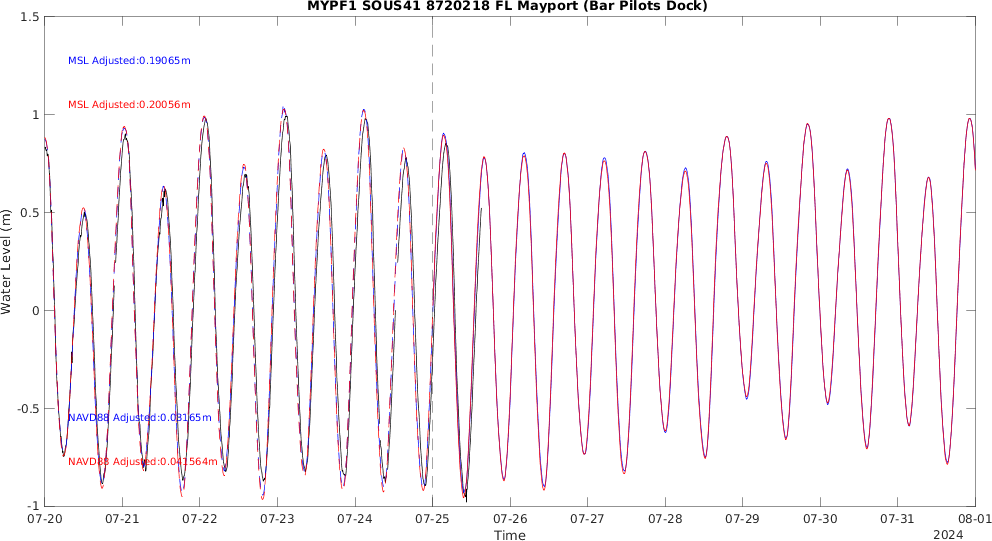 MYPF1 SOUS41 8720218 FL Mayport (Bar Pilots Dock)
1.5
MSL Adjusted:0.19065m
MSL Adjusted:0.20056m
1
0.5
Water Level (m)
0
-0.5
NAVD88 Adjusted:0.03165m
NAVD88 Adjusted:0.041564m
-1
07-20 07-21 07-22 07-23 07-24 07-25 07-26 07-27 07-28 07-29 07-30 07-31 08-01
Time
2024